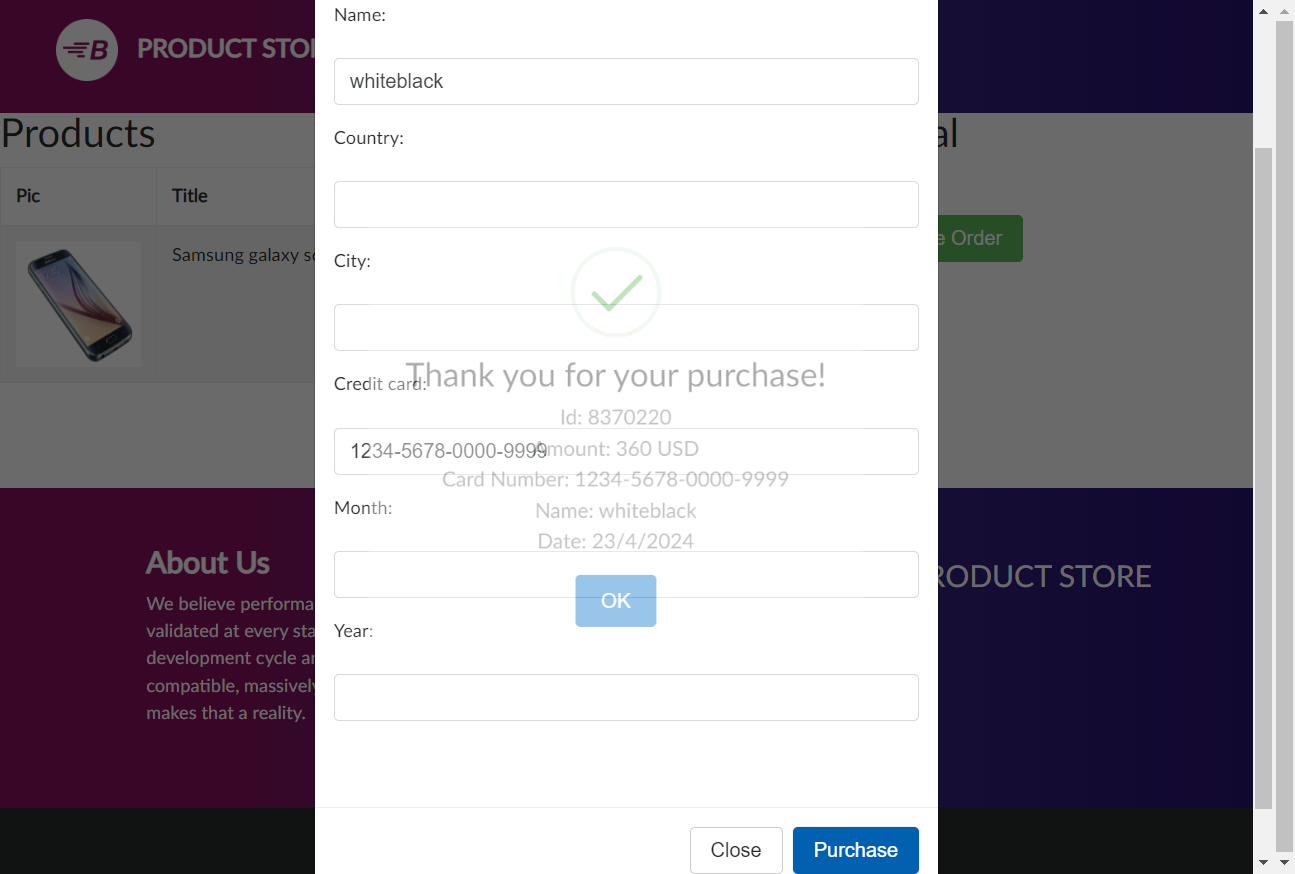 Name:
B PRODUCT STO
whiteblack
Products
Country:
Pic
Title
Samsung galaxy
Order
City:
Thank you for your purchase!
Credit card:
Id: 8370220
1234-5678-0000-9999
Amount: 360 USD
Card Number: 1234-5678-0000-9999
Month:
Name: whiteblack
Date: 23/4/2024
About Us
PRODUCT STORE
We believe performa
OK
validated at every sta
Year:
development cycle
compatible, massively
makes that a reality.
Close
Purchase